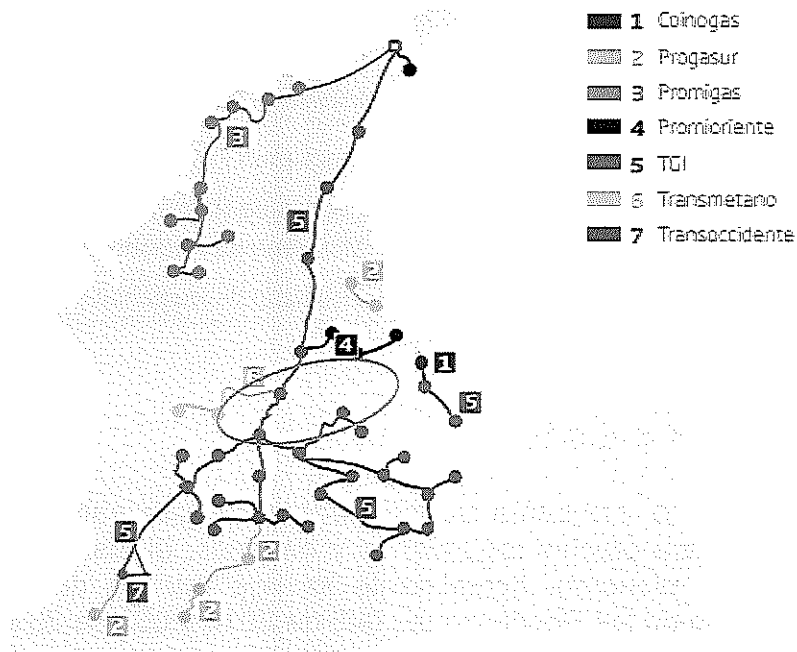 1 Coinogas
2 Progasur
3 Promigas
4 Promioriente
5 TGI
6 Transmetano
7 Transoccidente
3
5
2
4
1
6
5
5
5
2
7
2
2